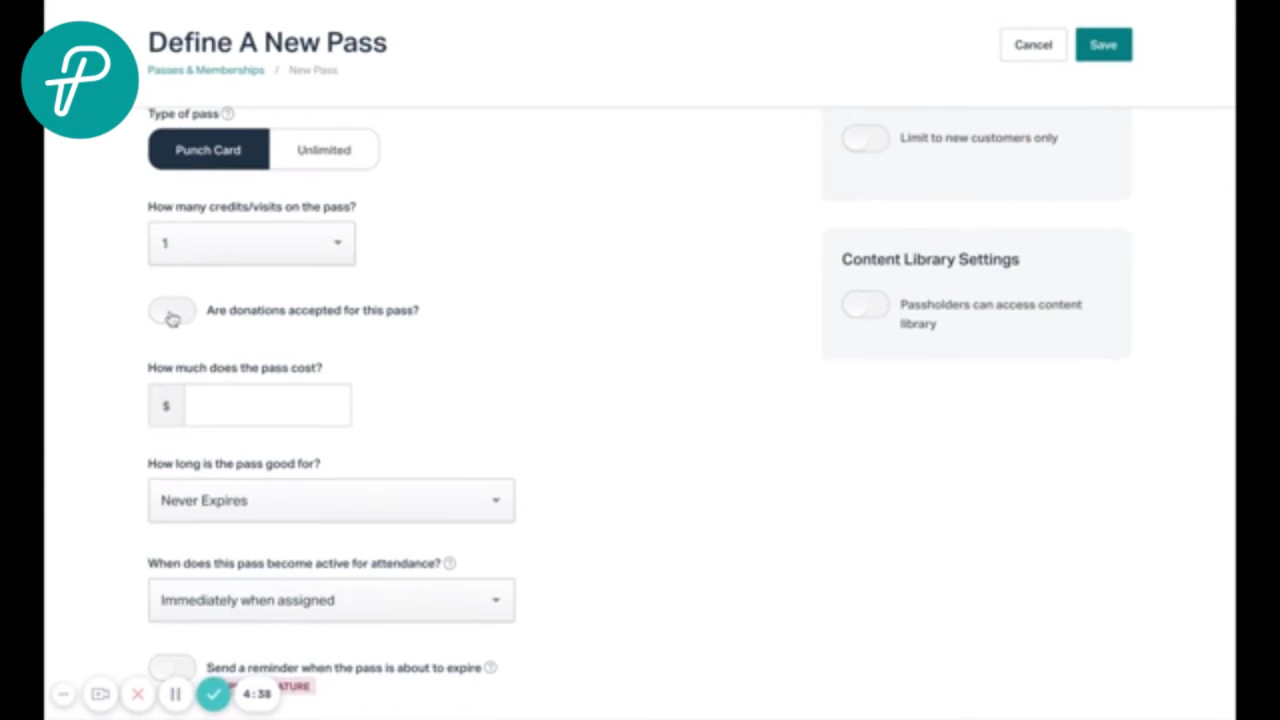 Define A New Pass
Cancel
Save
Passes & Memberships / New Pass
Type of pass
Punch Card
Unlimited
Limit to new customers only
How many credits/visits on the pass?
1
Content Library Settings
Passholders can access content
library
Are donations accepted for this pass?
How much does the pass cost?
$
How long is the pass good for?
Never Expires
When does this pass become active for attendance?
Immediately when assigned
Send a reminder when the pass is about to expire
4:38